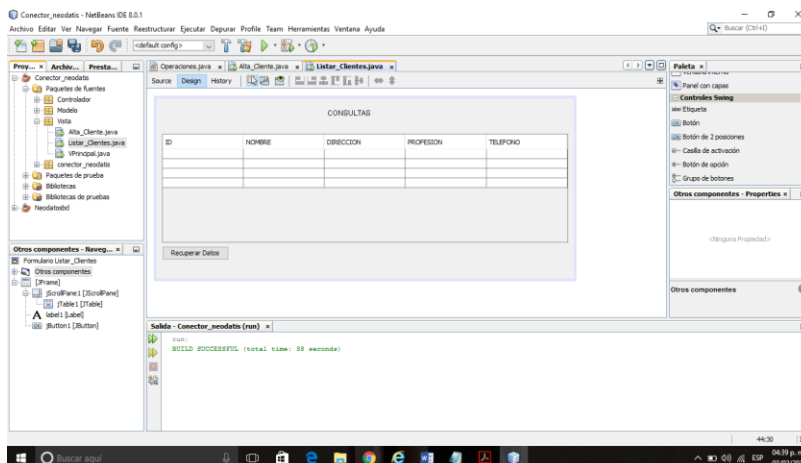 Conector_neodatis - NetBeans IDE 8.0.1
Archivo Editar Ver Navegar Fuente Reestructurar Ejecutar Depurar Profile Team Herramientas Ventana Ayuda
Buscar (Ctrl+I)
<default config>
Proy... × Archiv... Presta...
Operaciones.java × Alta_Cliente.java × Listar_Clientes.java ×
Paleta ×
Source Design History
Conector_neodatis
Paquetes de fuentes
Controlador
Modelo
Vista
Alta_Cliente.java
Listar_Clientes.java
VPrincipal.java
conector_neodatis
Paquetes de prueba
Bibliotecas
Bibliotecas de pruebas
Neodatosbd
CONSULTAS
ID NOMBRE DIRECCION PROFESION TELEFONO
Recuperar Datos
Panel con capas
Controles Swing
label Etiqueta
Botón
Botón de 2 posiciones
Casilla de activación
Botón de opción
Grupo de botones
Otros componentes - Properties ×
<Ninguna Propiedad>
Otros componentes
Otros componentes - Naveg... ×
Formulario Listar_Clientes
Otros componentes
[JFrame]
jScrollPane1 [JScrollPane]
jTable1 [JTable]
label1 [Label]
jButton1 [JButton]
Salida - Conector_neodatis (run) ×
run:
BUILD SUCCESSFUL (total time: 38 seconds)
44:30
Buscar aquí
ESP
04:39 p.